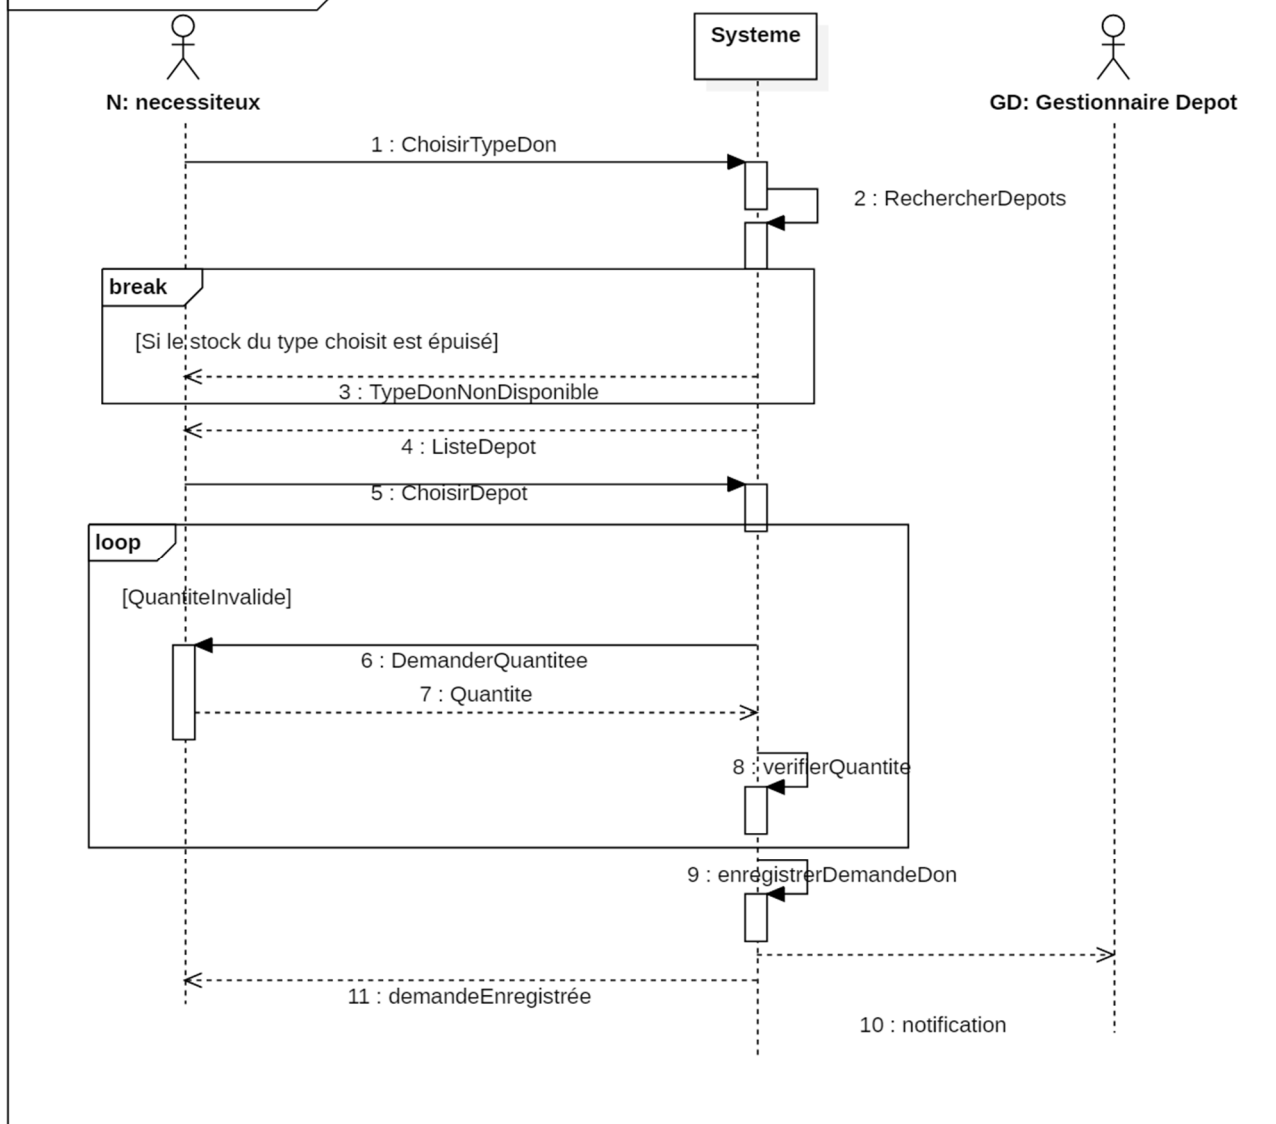 Systeme
N: necessiteux
GD: Gestionnaire Depot
1 : ChoisirTypeDon
2 : RechercherDepots
break
[Si le stock du type choisit est épuisé]
3 : TypeDonNonDisponible
4 : ListeDepot
5 : ChoisirDepot
loop
[QuantiteInvalide]
6 : DemanderQuantitee
7 : Quantite
8 : verifierQuantite
9 : enregistrerDemandeDon
11 : demandeEnregistrée
10 : notification